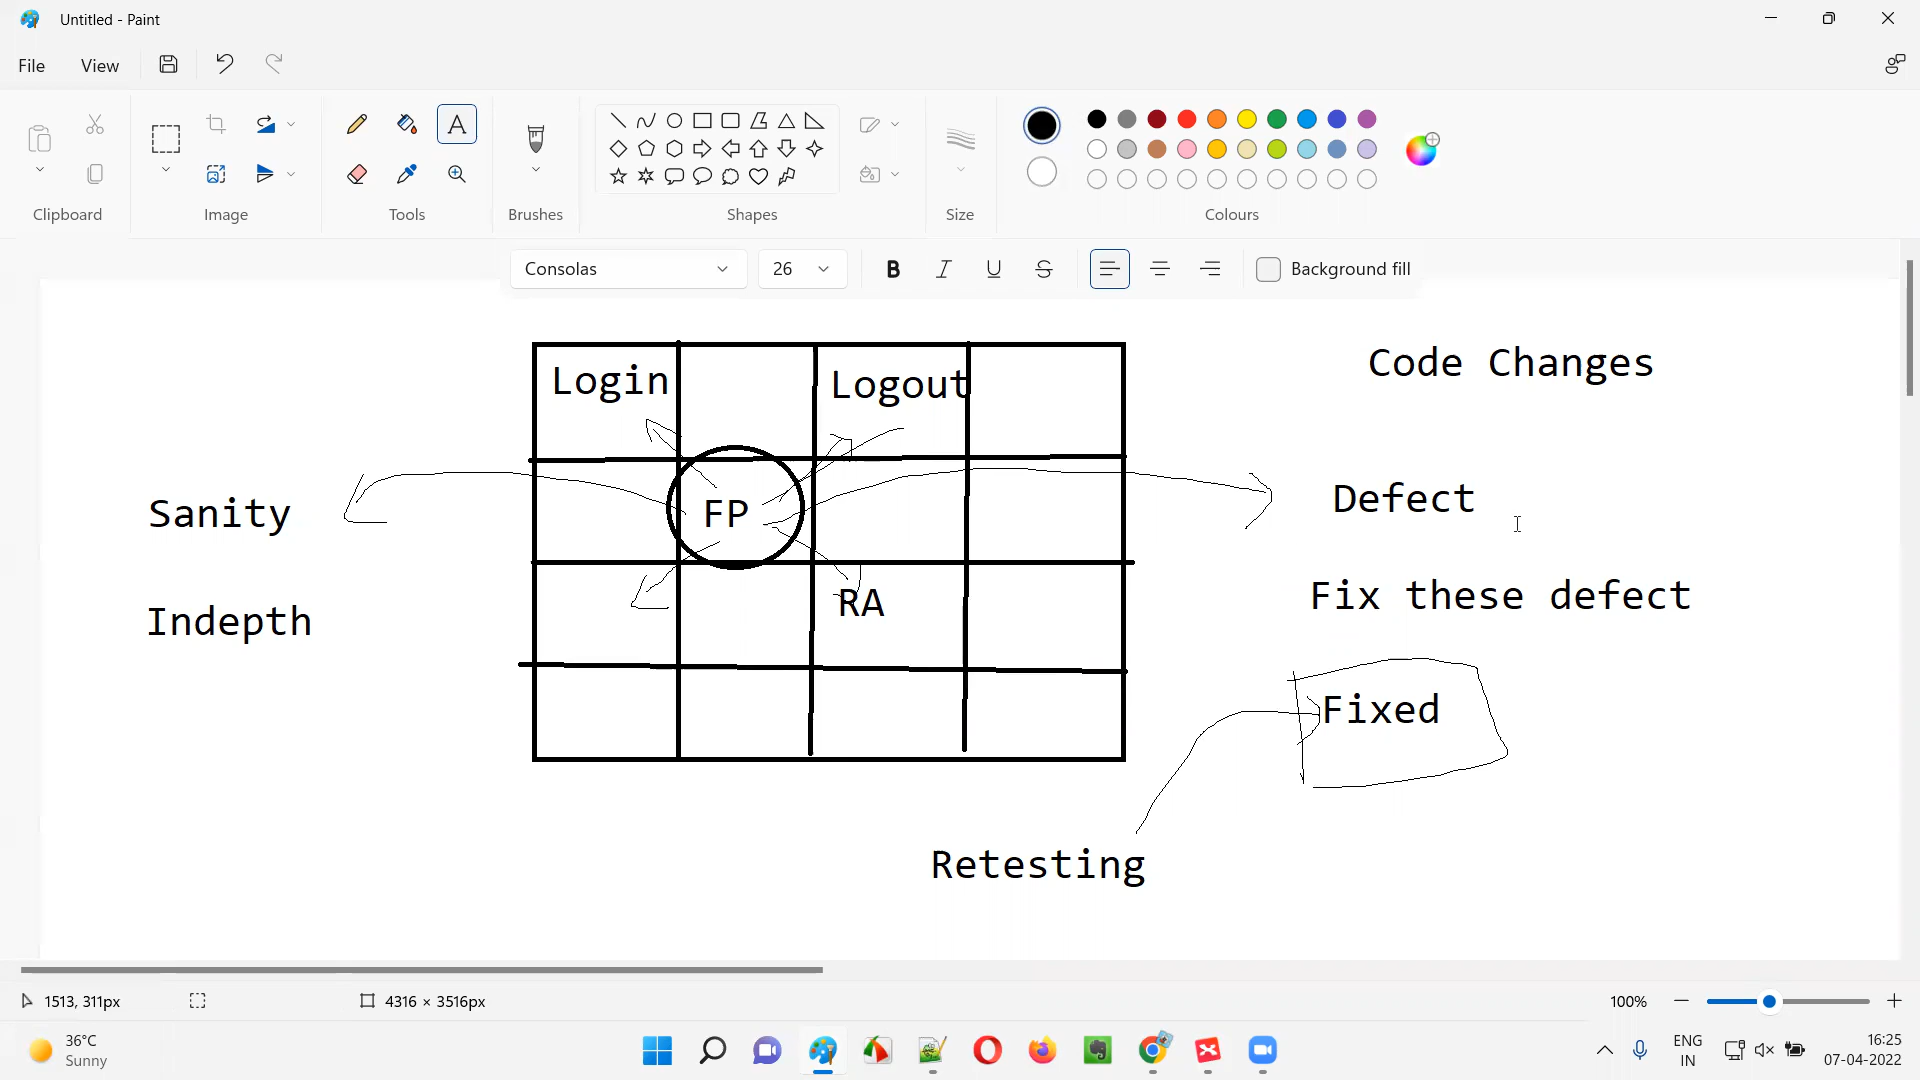 Untitled - Paint
File View
Clipboard Image Tools Brushes Shapes Size Colours
Consolas 26 B I U S Background fill
Login Logout Code Changes
Sanity FP Defect
Indepth RA Fix these defect
Fixed
Retesting
1513, 311px 4316 × 3516px 100%
36°C
Sunny
ENG
IN
16:25
07-04-2022